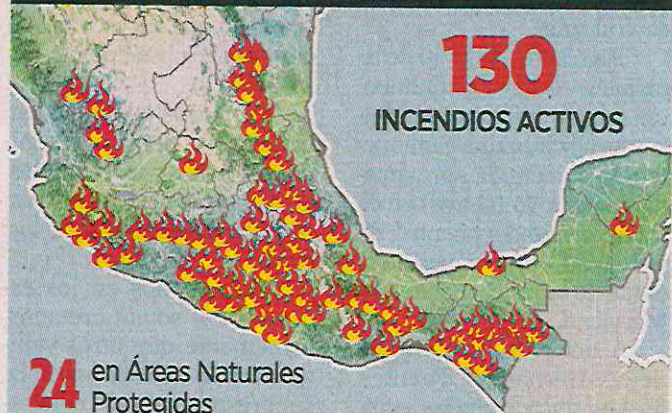 130
INCENDIOS ACTIVOS
24 en Áreas Naturales
Protegidas